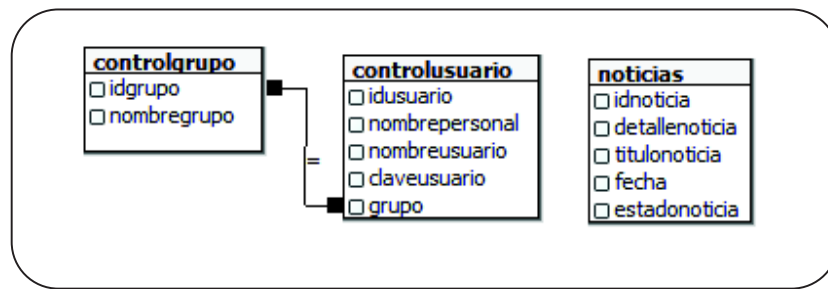 controlgrupo
idgrupo
nombregrupo
=
controlusuario
idusuario
nombrepersonal
nombreusuario
claveusuario
grupo
noticias
idnoticia
detallenoticia
titulonoticia
fecha
estadonoticia